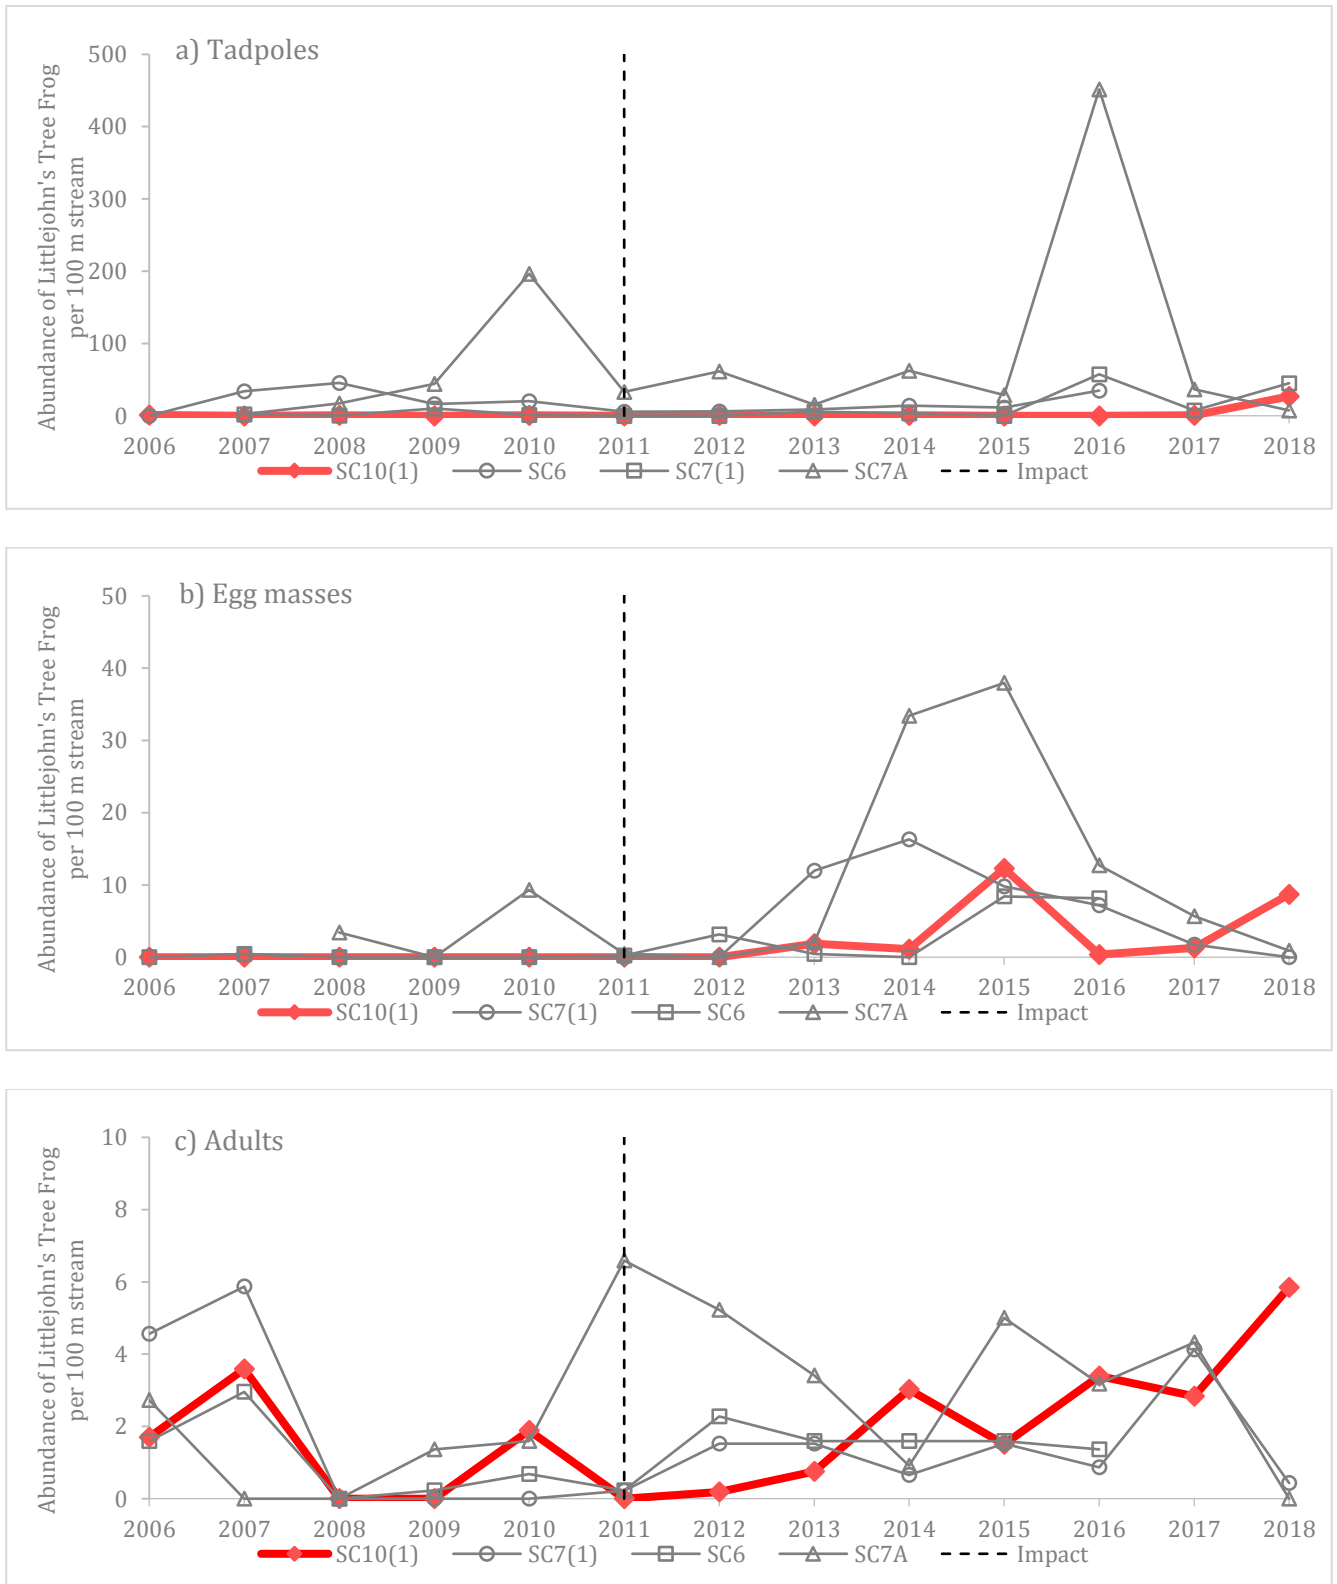 a) Tadpoles
Abundance of Littlejohn's Tree Frog
per 100 m stream
500
400
300
200
100
0
2006 2007 2008 2009 2010 2011 2012 2013 2014 2015 2016 2017 2018
SC10(1) SC6 SC7(1) SC7A Impact
b) Egg masses
Abundance of Littlejohn's Tree Frog
per 100 m stream
50
40
30
20
10
0
2006 2007 2008 2009 2010 2011 2012 2013 2014 2015 2016 2017 2018
SC10(1) SC7(1) SC6 SC7A Impact
c) Adults
Abundance of Littlejohn's Tree Frog
per 100 m stream
10
8
6
4
2
0
2006 2007 2008 2009 2010 2011 2012 2013 2014 2015 2016 2017 2018
SC10(1) SC7(1) SC6 SC7A Impact